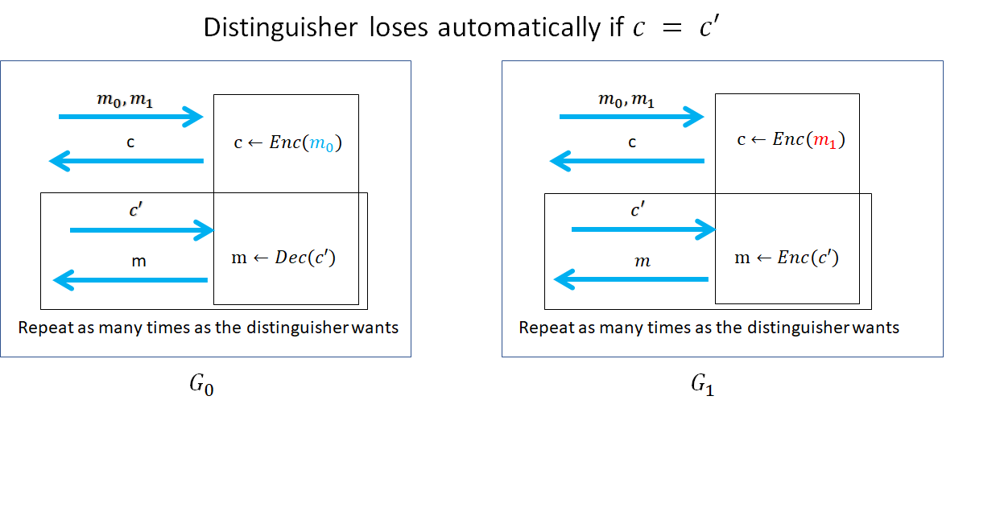 Distinguisher loses automatically if 𝑐 = 𝑐′
𝑚₀, 𝑚₁
c
c ← 𝐸𝑛𝑐(𝑚₀)
𝑐′
m
m ← 𝐷𝑒𝑐(𝑐′)
Repeat as many times as the distinguisher wants
𝐺₀
𝑚₀, 𝑚₁
c
c ← 𝐸𝑛𝑐(𝑚₁)
𝑐′
𝑚
m ← 𝐸𝑛𝑐(𝑐′)
Repeat as many times as the distinguisher wants
𝐺₁